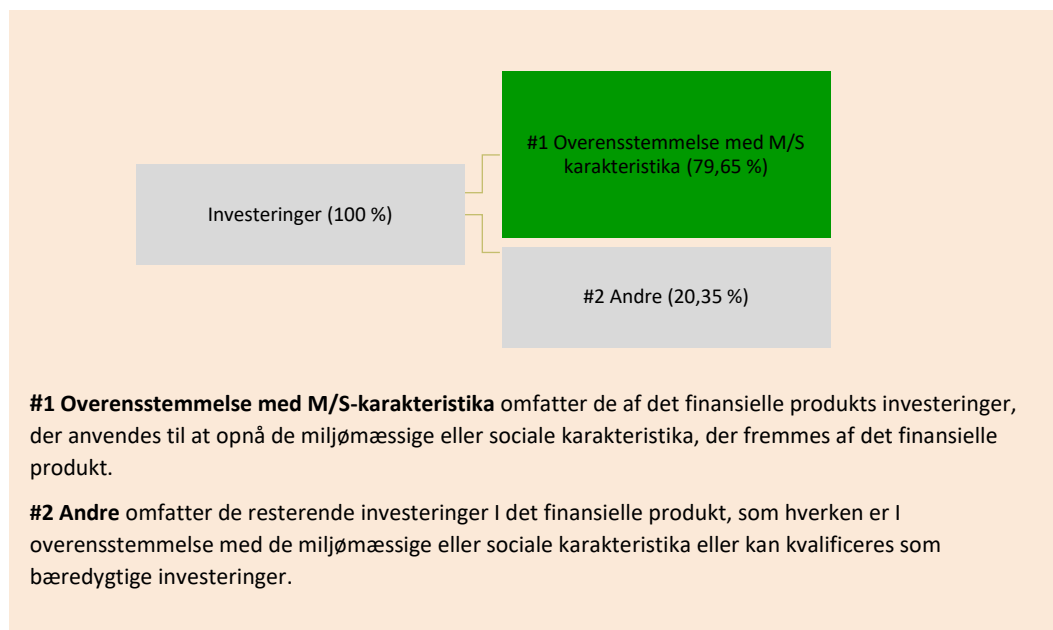 #1 Overensstemmelse med M/S
karakteristika (79,65 %)
Investeringer (100 %)
#2 Andre (20,35 %)
#1 Overensstemmelse med M/S-karakteristika omfatter de af det finansielle produkts investeringer,
der anvendes til at opnå de miljømæssige eller sociale karakteristika, der fremmes af det finansielle
produkt.
#2 Andre omfatter de resterende investeringer I det finansielle produkt, som hverken er I
overensstemmelse med de miljømæssige eller sociale karakteristika eller kan kvalificeres som
bæredygtige investeringer.